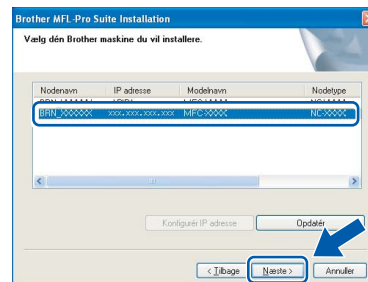 Brother MFL-Pro Suite Installation
Vælg dén Brother maskine du vil installere.
Nodenavn IP adresse Modelnavn Nodetype
BRN_XXXXXX xxx.xxx.xxx.xxx MFC-XXXX NC-XXXX
Konfigurér IP adresse Opdatér
< Tilbage Næste > Annuller